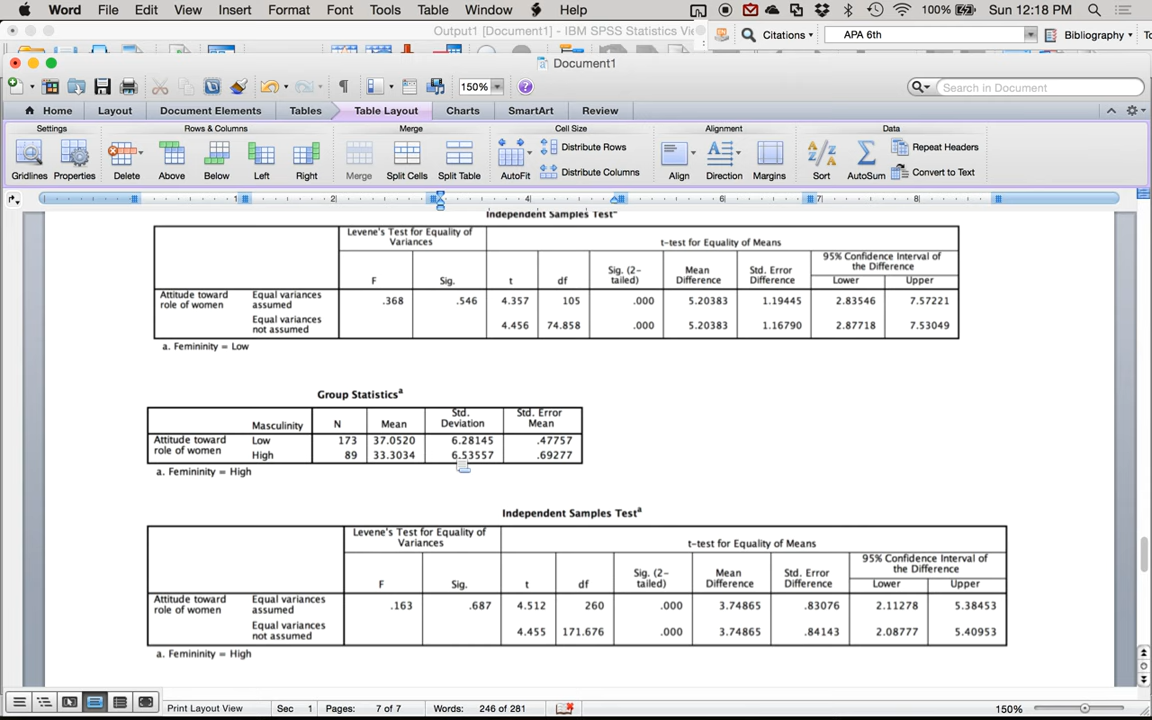 Word File Edit View Insert Format Font Tools Table Window Help 100% Sun 12:18 PM
Output1 [Document1] - IBM SPSS Statistics Vie
Citations APA 6th Bibliography To
Document1
150% Search in Document
Home Layout Document Elements Tables Table Layout Charts SmartArt Review
Settings Rows & Columns Merge Cell Size Alignment Data
Distribute Rows Repeat Headers
Gridlines Properties Delete Above Below Left Right Merge Split Cells Split Table AutoFit Distribute Columns Align Direction Margins Sort AutoSum Convert to Text
1 2 4 6 7 8
Independent Samples Testa
Levene's Test for Equality of
Variances
t-test for Equality of Means
95% Confidence Interval of
the Difference
F Sig. t df Sig. (2-
tailed) Mean
Difference Std. Error
Difference Lower Upper
Attitude toward
role of women Equal variances
assumed .368 .546 4.357 105 .000 5.20383 1.19445 2.83546 7.57221
Equal variances
not assumed 4.456 74.858 .000 5.20383 1.16790 2.87718 7.53049
a. Femininity = Low
Group Statisticsa
Masculinity N Mean Std.
Deviation Std. Error
Mean
Attitude toward
role of women Low 173 37.0520 6.28145 .47757
High 89 33.3034 6.53557 .69277
a. Femininity = High
Independent Samples Testa
Levene's Test for Equality of
Variances
t-test for Equality of Means
95% Confidence Interval of
the Difference
F Sig. t df Sig. (2-
tailed) Mean
Difference Std. Error
Difference Lower Upper
Attitude toward
role of women Equal variances
assumed .163 .687 4.512 260 .000 3.74865 .83076 2.11278 5.38453
Equal variances
not assumed 4.455 171.676 .000 3.74865 .84143 2.08777 5.40953
a. Femininity = High
Print Layout View Sec 1 Pages: 7 of 7 Words: 246 of 281 150%